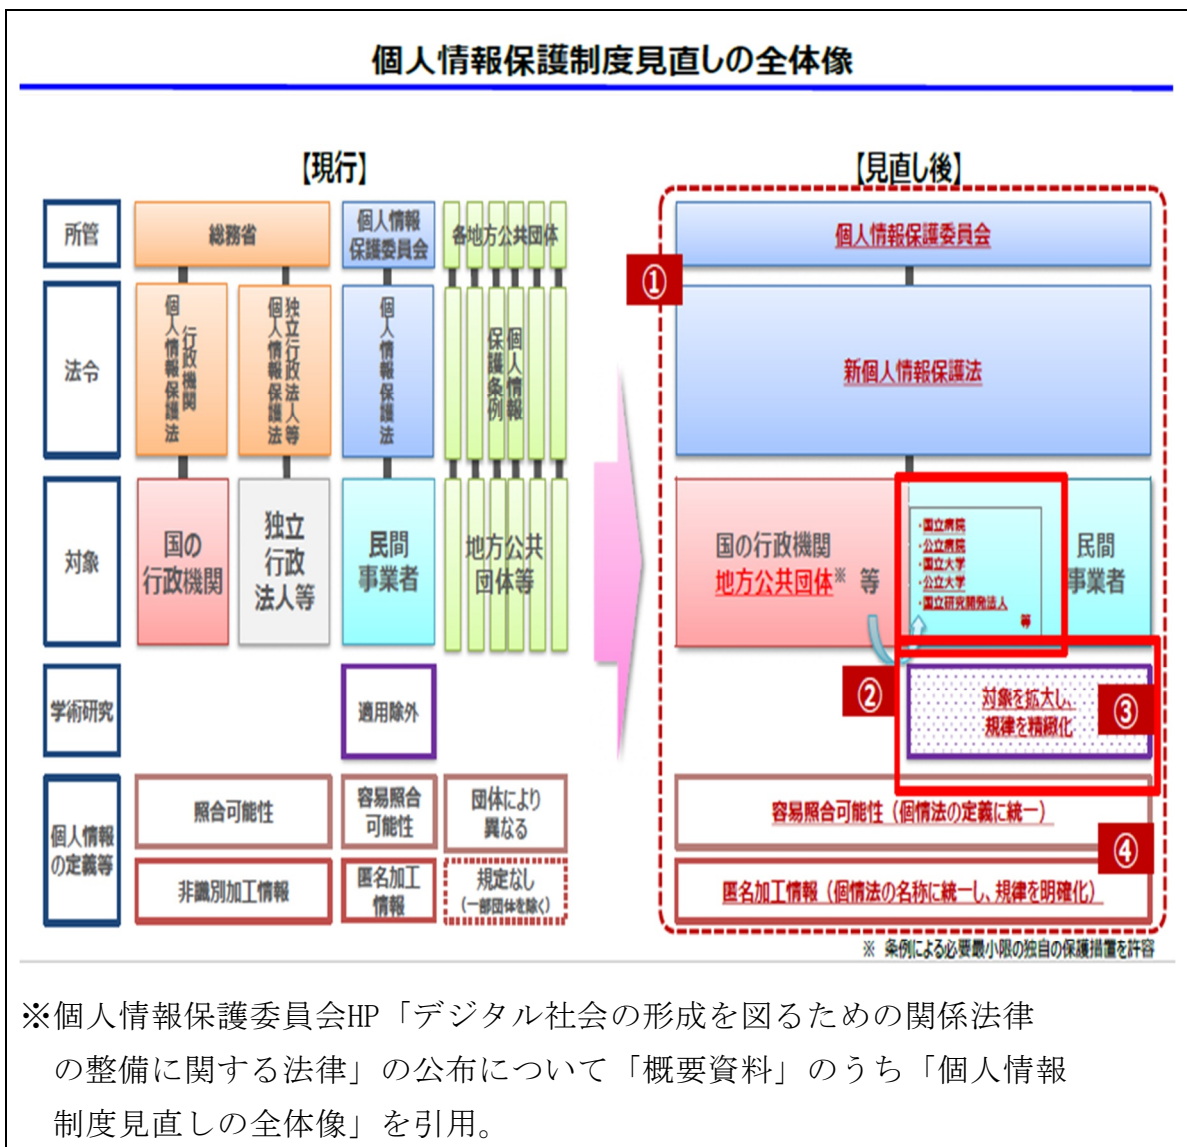 個人情報保護制度見直しの全体像
【現行】
所管
総務省
個人情報
保護委員会
各地方公共団体
法令
行政機関
個人情報保護法
独立行政法人等
個人情報保護法
個人情報保護法
個人情報
保護条例
対象
国の
行政機関
独立
行政
法人等
民間
事業者
地方公共
団体等
学術研究
適用除外
個人情報
の定義等
照合可能性
容易照合
可能性
団体により
異なる
非識別加工情報
匿名加工
情報
規定なし
(一部団体を除く)
【見直し後】
①
個人情報保護委員会
新個人情報保護法
国の行政機関
地方公共団体※ 等
・国立病院
・公立病院
・国立大学
・公立大学
・国立研究開発法人
等
民間
事業者
②
対象を拡大し、
規律を精緻化
③
容易照合可能性（個情法の定義に統一）
④
匿名加工情報（個情法の名称に統一し、規律を明確化）
※ 条例による必要最小限の独自の保護措置を許容
※個人情報保護委員会HP「デジタル社会の形成を図るための関係法律
の整備に関する法律」の公布について「概要資料」のうち「個人情報
制度見直しの全体像」を引用。